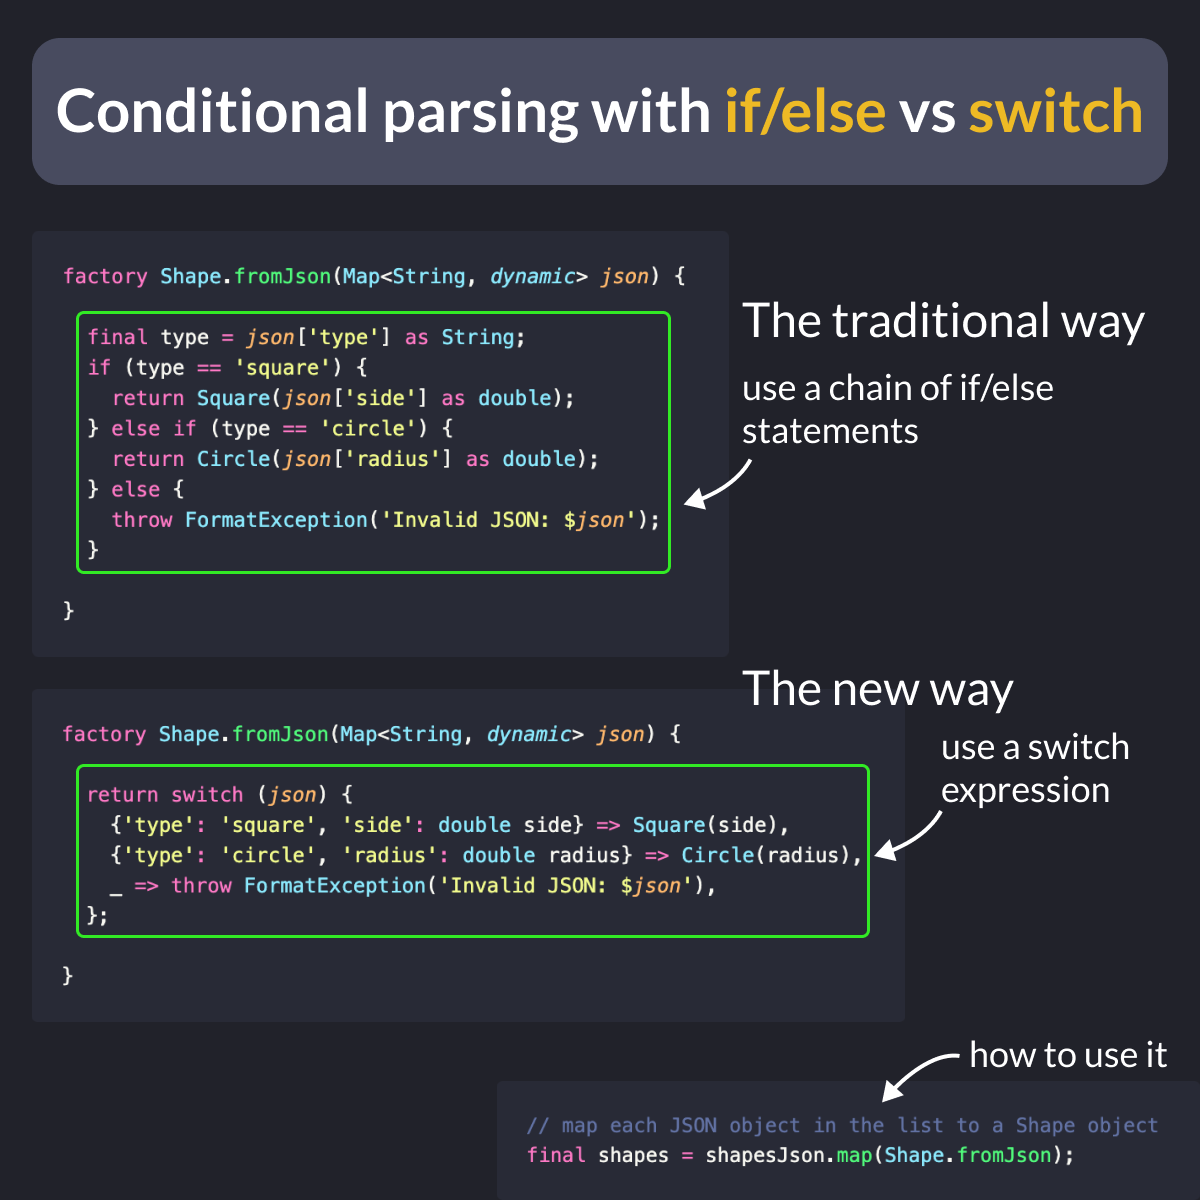 Conditional parsing with if/else vs switch
factory Shape.fromJson(Map<String, dynamic> json) {
final type = json['type'] as String;
if (type == 'square') {
return Square(json['side'] as double);
} else if (type == 'circle') {
return Circle(json['radius'] as double);
} else {
throw FormatException('Invalid JSON: $json');
}
}
The traditional way
use a chain of if/else
statements
The new way
use a switch
expression
factory Shape.fromJson(Map<String, dynamic> json) {
return switch (json) {
{'type': 'square', 'side': double side} => Square(side),
{'type': 'circle', 'radius': double radius} => Circle(radius),
_ => throw FormatException('Invalid JSON: $json'),
};
}
how to use it
// map each JSON object in the list to a Shape object
final shapes = shapesJson.map(Shape.fromJson);